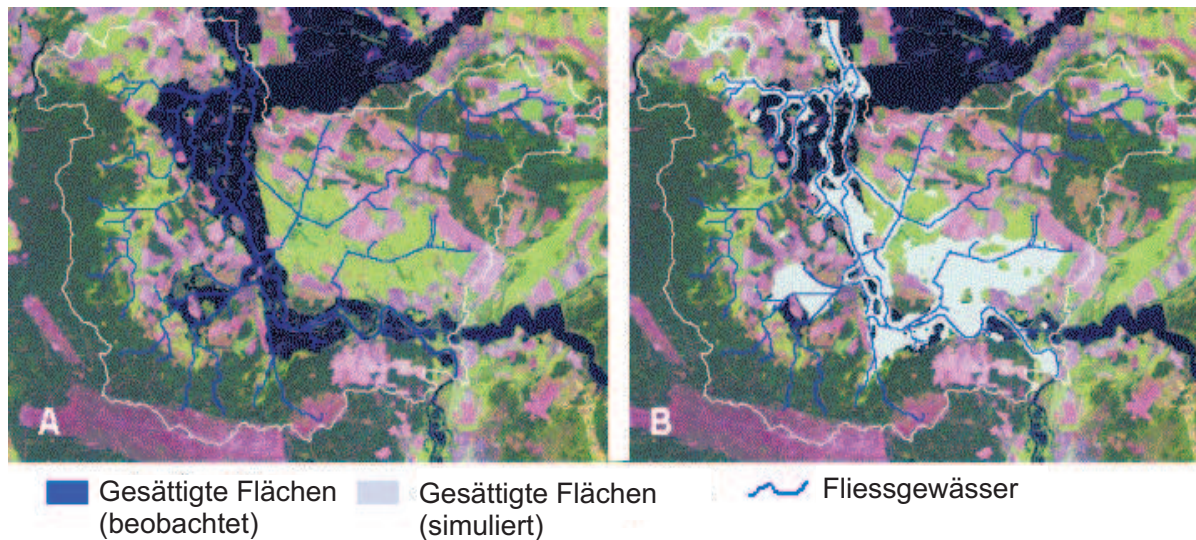 A
B
Gesättigte Flächen
(beobachtet)
Gesättigte Flächen
(simuliert)
Fliessgewässer